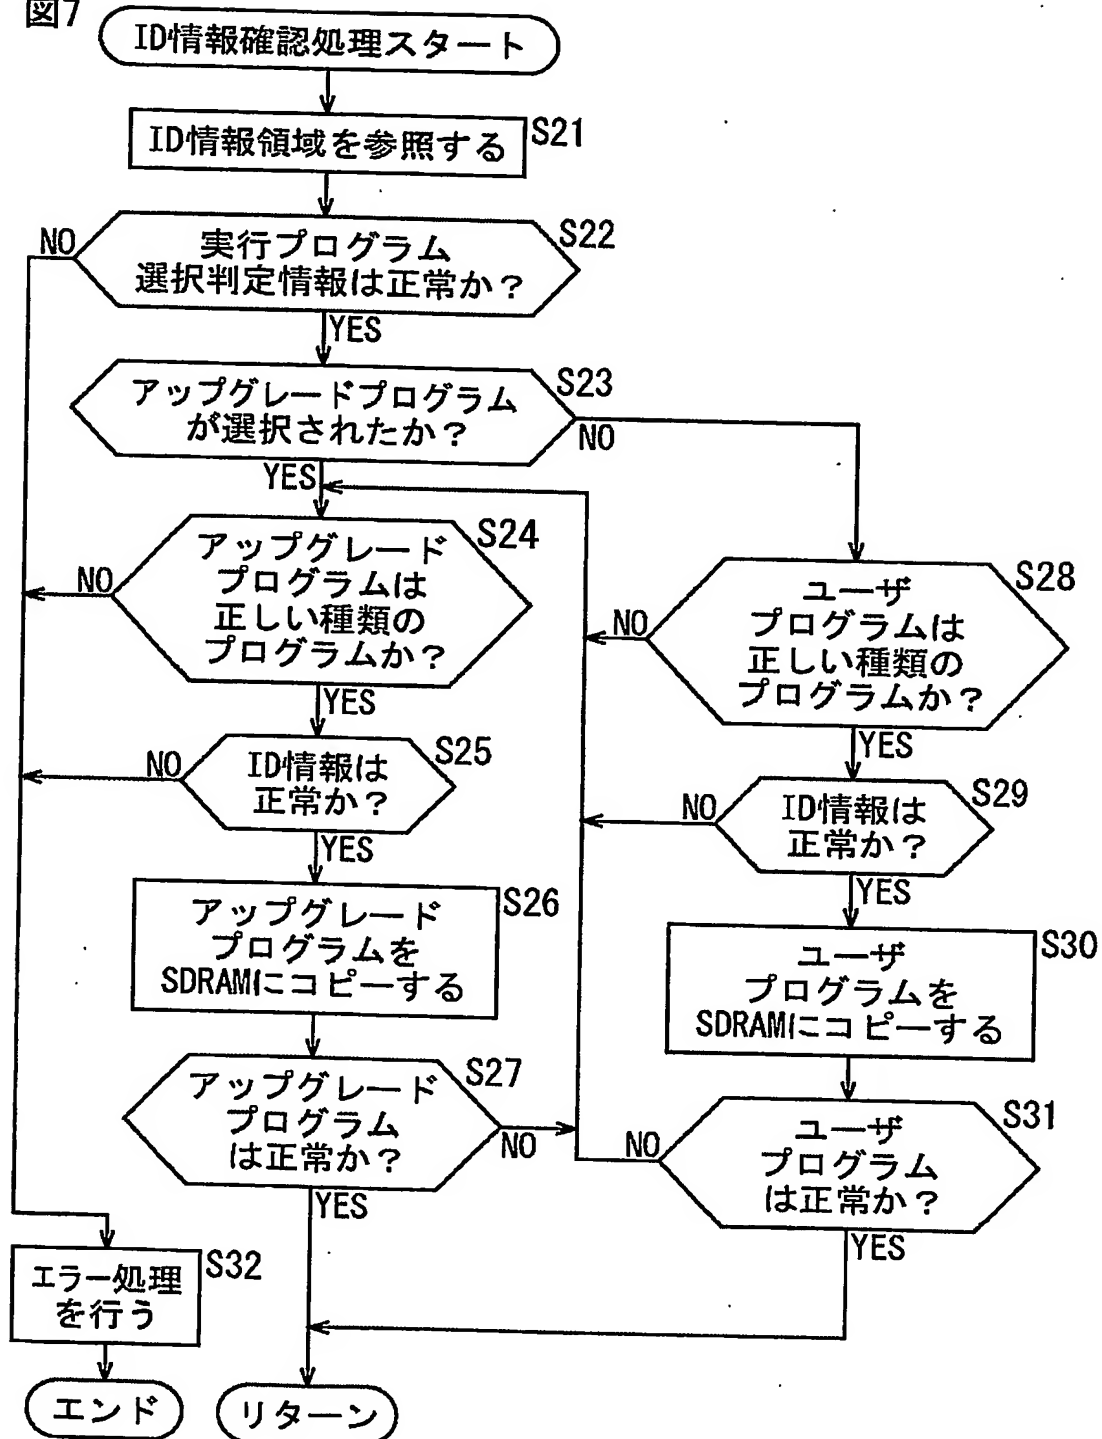 図7
ID情報確認処理スタート
ID情報領域を参照する
S21
実行プログラム
選択判定情報は正常か？
S22
NO
YES
アップグレードプログラム
が選択されたか？
S23
NO
YES
アップグレード
プログラムは
正しい種類の
プログラムか？
S24
NO
YES
ID情報は
正常か？
S25
NO
YES
アップグレード
プログラムを
SDRAMにコピーする
S26
アップグレード
プログラム
は正常か？
S27
NO
YES
ユーザ
プログラムは
正しい種類の
プログラムか？
S28
NO
YES
ID情報は
正常か？
S29
NO
YES
ユーザ
プログラムを
SDRAMにコピーする
S30
ユーザ
プログラム
は正常か？
S31
NO
YES
エラー処理
を行う
S32
エンド
リターン